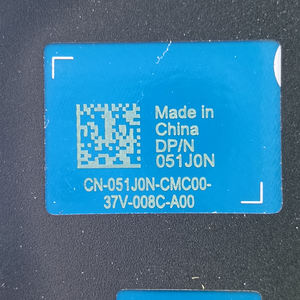 Made in
China
DP/N
051J0N
CN-051J0N-CMC00-
37V-008C-A00